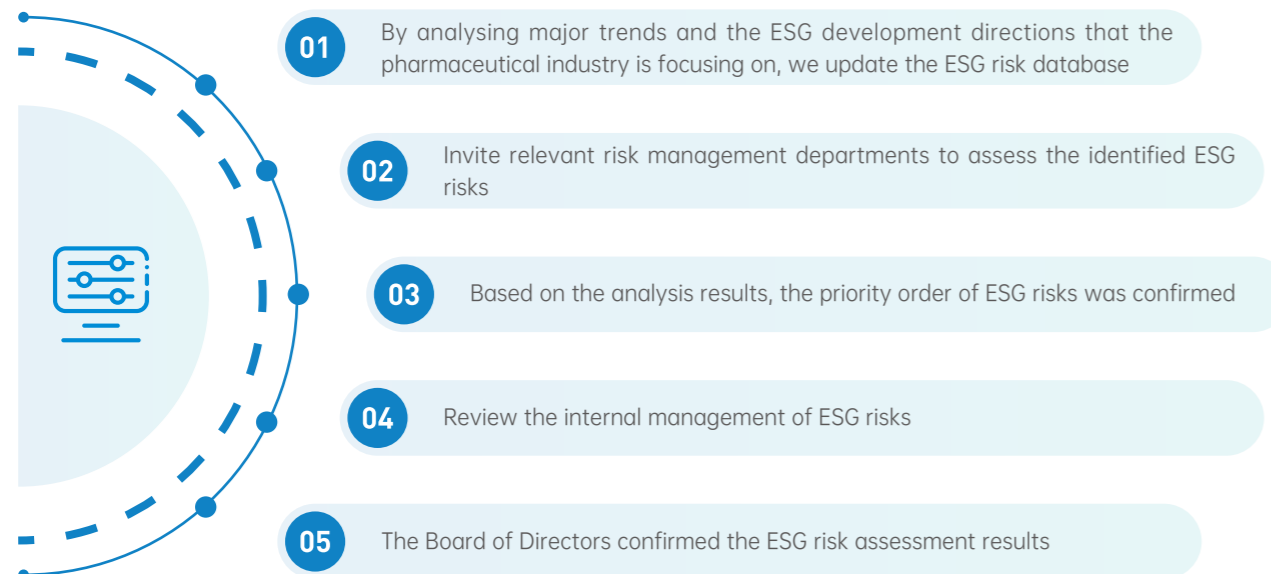 01
By analysing major trends and the ESG development directions that the
pharmaceutical industry is focusing on, we update the ESG risk database
02
Invite relevant risk management departments to assess the identified ESG
risks
03
Based on the analysis results, the priority order of ESG risks was confirmed
04
Review the internal management of ESG risks
05
The Board of Directors confirmed the ESG risk assessment results